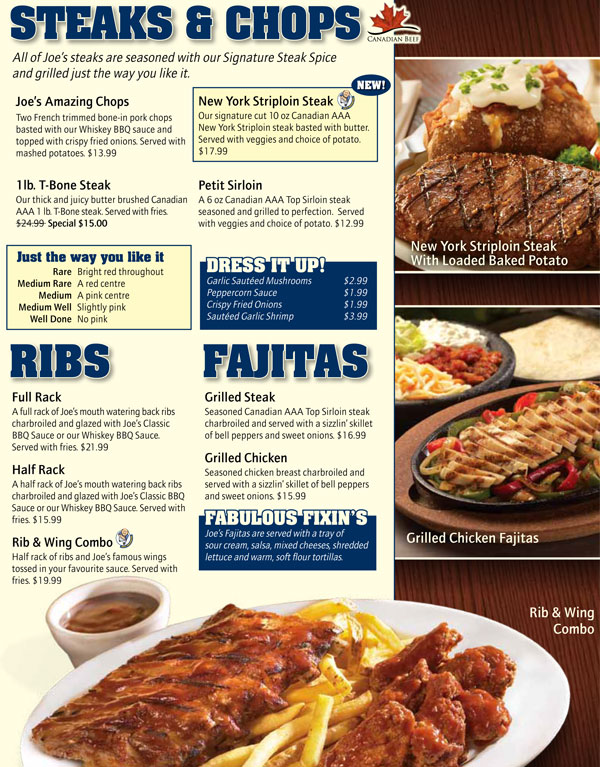 STEAKS & CHOPS
CANADIAN BEEF
All of Joe's steaks are seasoned with our Signature Steak Spice
and grilled just the way you like it.
Joe's Amazing Chops
Two French trimmed bone-in pork chops
basted with our Whiskey BBQ sauce and
topped with crispy fried onions. Served with
mashed potatoes. $13.99
NEW!
New York Striploin Steak
Our signature cut 10 oz Canadian AAA
New York Striploin steak basted with butter.
Served with veggies and choice of potato.
$17.99
1lb. T-Bone Steak
Our thick and juicy butter brushed Canadian
AAA 1 lb. T-Bone steak. Served with fries.
$24.99 Special $15.00
Petit Sirloin
A 6 oz Canadian AAA Top Sirloin steak
seasoned and grilled to perfection. Served
with veggies and choice of potato. $12.99
Just the way you like it
Rare Bright red throughout
Medium Rare A red centre
Medium A pink centre
Medium Well Slightly pink
Well Done No pink
DRESS IT UP!
Garlic Sautéed Mushrooms $2.99
Peppercorn Sauce $1.99
Crispy Fried Onions $1.99
Sautéed Garlic Shrimp $3.99
New York Striploin Steak
With Loaded Baked Potato
RIBS
Full Rack
A full rack of Joe's mouth watering back ribs
charbroiled and glazed with Joe's Classic
BBQ Sauce or our Whiskey BBQ Sauce.
Served with fries. $21.99
Half Rack
A half rack of Joe's mouth watering back ribs
charbroiled and glazed with Joe's Classic BBQ
Sauce or our Whiskey BBQ Sauce. Served with
fries. $15.99
Rib & Wing Combo
Half rack of ribs and Joe's famous wings
tossed in your favourite sauce. Served with
fries. $19.99
FAJITAS
Grilled Steak
Seasoned Canadian AAA Top Sirloin steak
charbroiled and served with a sizzlin' skillet
of bell peppers and sweet onions. $16.99
Grilled Chicken
Seasoned chicken breast charbroiled and
served with a sizzlin' skillet of bell peppers
and sweet onions. $15.99
FABULOUS FIXIN'S
Joe's Fajitas are served with a tray of
sour cream, salsa, mixed cheeses, shredded
lettuce and warm, soft flour tortillas.
Grilled Chicken Fajitas
Rib & Wing
Combo